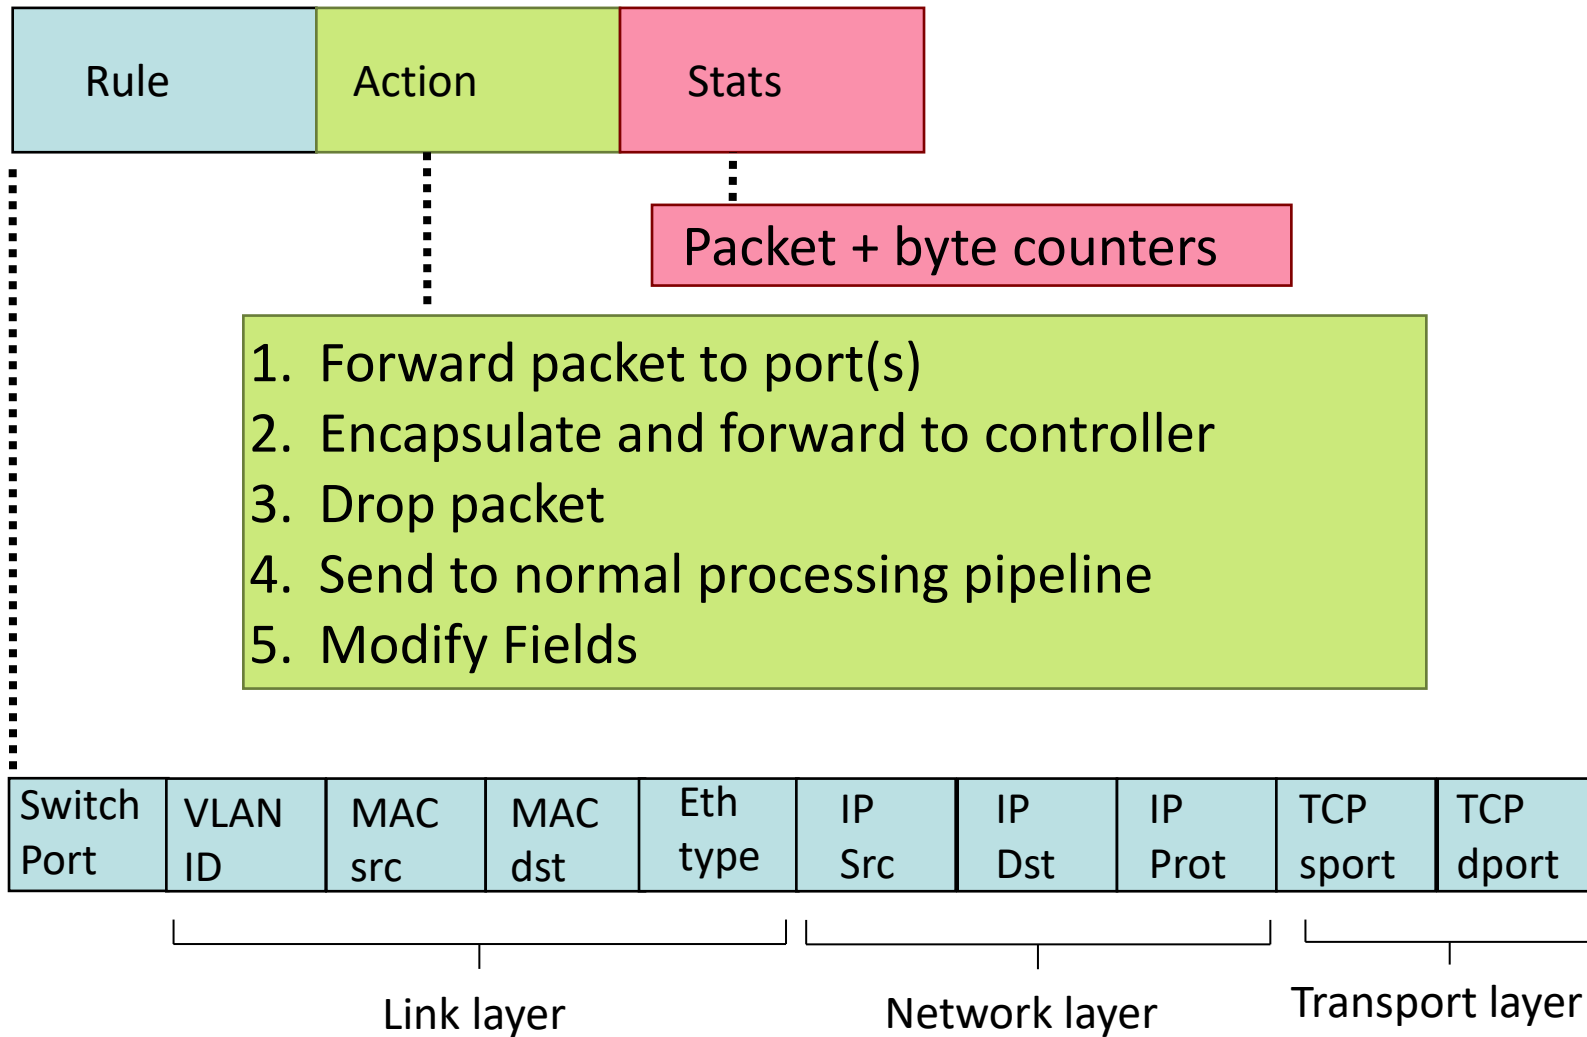 Rule Action Stats
Packet + byte counters
1. Forward packet to port(s)
2. Encapsulate and forward to controller
3. Drop packet
4. Send to normal processing pipeline
5. Modify Fields
Switch
Port
VLAN
ID
MAC
src
MAC
dst
Eth
type
IP
Src
IP
Dst
IP
Prot
TCP
sport
TCP
dport
Link layer
Network layer
Transport layer